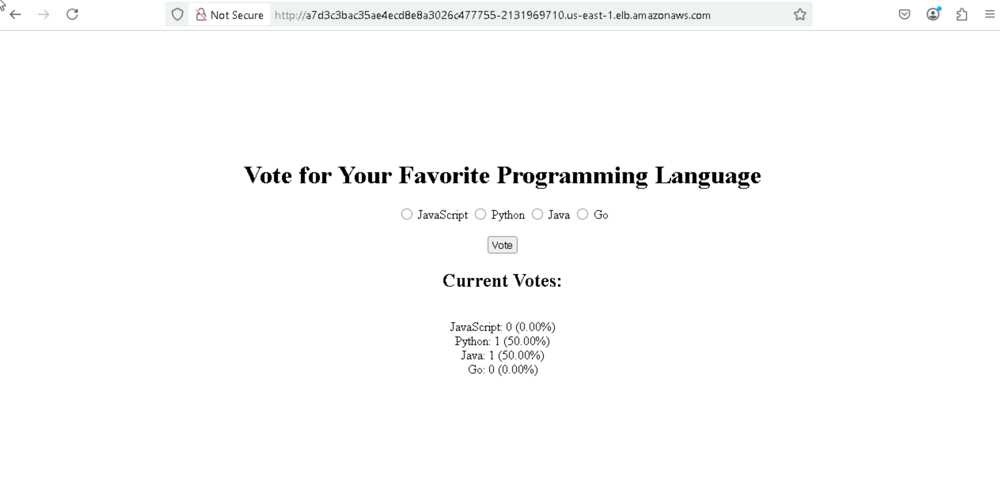 Not Secure http://a7d3c3bac35ae4ecd8e8a3026c477755-2131969710.us-east-1.elb.amazonaws.com
Vote for Your Favorite Programming Language
JavaScript Python Java Go
Vote
Current Votes:
JavaScript: 0 (0.00%)
Python: 1 (50.00%)
Java: 1 (50.00%)
Go: 0 (0.00%)